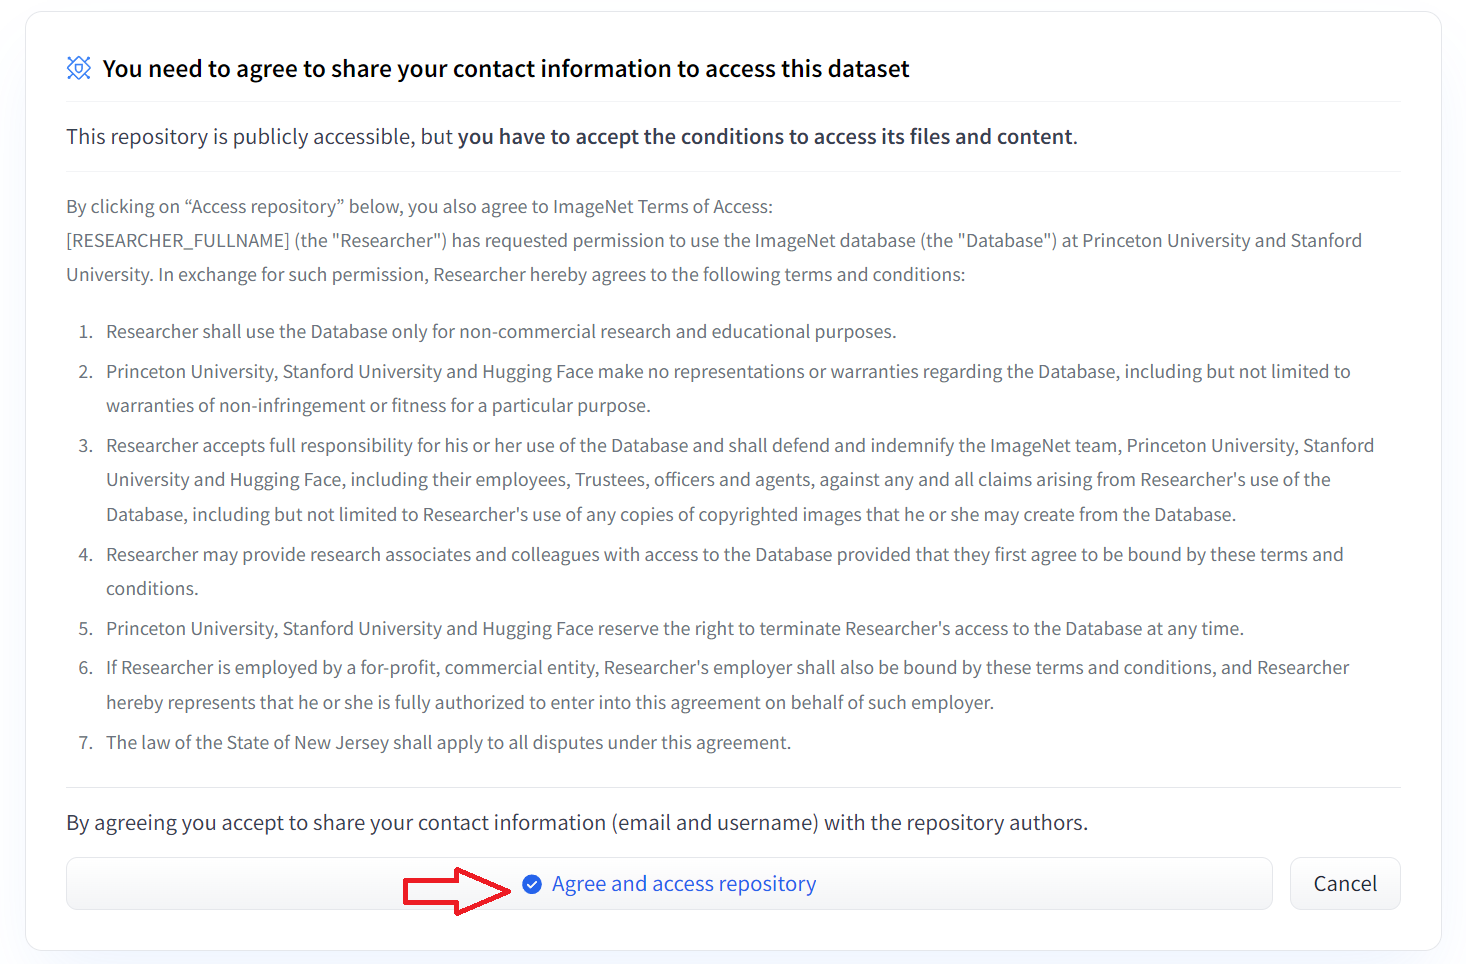 You need to agree to share your contact information to access this dataset
This repository is publicly accessible, but you have to accept the conditions to access its files and content.
By clicking on “Access repository” below, you also agree to ImageNet Terms of Access:
[RESEARCHER_FULLNAME] (the "Researcher") has requested permission to use the ImageNet database (the "Database") at Princeton University and Stanford
University. In exchange for such permission, Researcher hereby agrees to the following terms and conditions:
1. Researcher shall use the Database only for non-commercial research and educational purposes.
2. Princeton University, Stanford University and Hugging Face make no representations or warranties regarding the Database, including but not limited to
warranties of non-infringement or fitness for a particular purpose.
3. Researcher accepts full responsibility for his or her use of the Database and shall defend and indemnify the ImageNet team, Princeton University, Stanford
University and Hugging Face, including their employees, Trustees, officers and agents, against any and all claims arising from Researcher's use of the
Database, including but not limited to Researcher's use of any copies of copyrighted images that he or she may create from the Database.
4. Researcher may provide research associates and colleagues with access to the Database provided that they first agree to be bound by these terms and
conditions.
5. Princeton University, Stanford University and Hugging Face reserve the right to terminate Researcher's access to the Database at any time.
6. If Researcher is employed by a for-profit, commercial entity, Researcher's employer shall also be bound by these terms and conditions, and Researcher
hereby represents that he or she is fully authorized to enter into this agreement on behalf of such employer.
7. The law of the State of New Jersey shall apply to all disputes under this agreement.
By agreeing you accept to share your contact information (email and username) with the repository authors.
Agree and access repository
Cancel